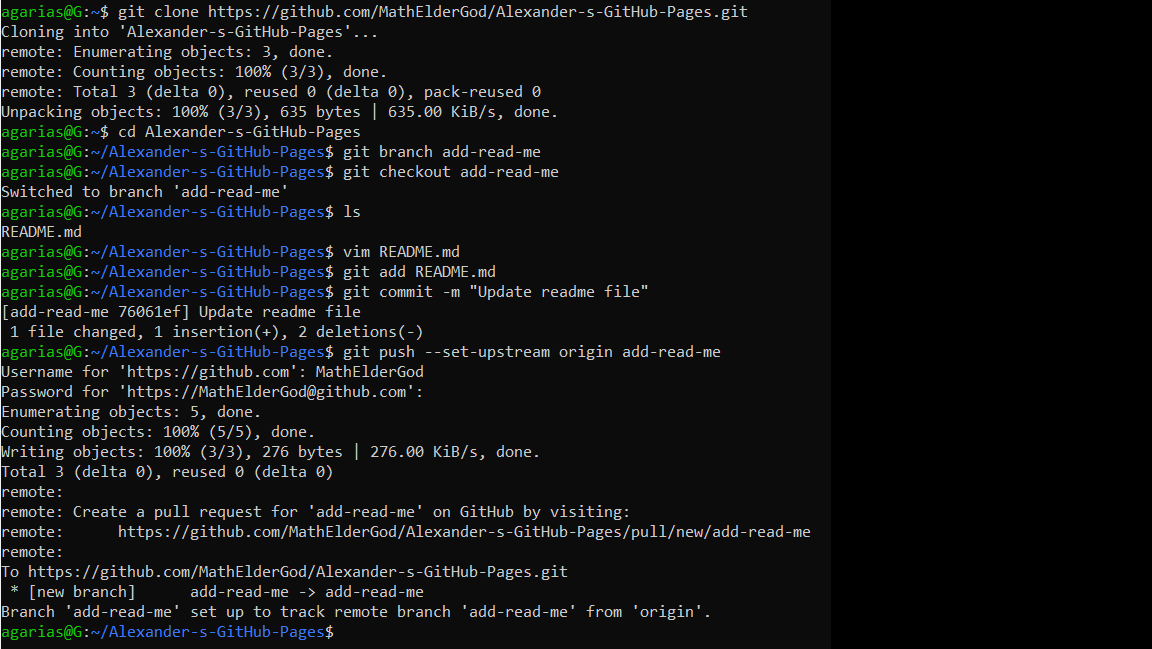 agarias@G:~$ git clone https://github.com/MathElderGod/Alexander-s-GitHub-Pages.git
Cloning into 'Alexander-s-GitHub-Pages'...
remote: Enumerating objects: 3, done.
remote: Counting objects: 100% (3/3), done.
remote: Total 3 (delta 0), reused 0 (delta 0), pack-reused 0
Unpacking objects: 100% (3/3), 635 bytes | 635.00 KiB/s, done.
agarias@G:~$ cd Alexander-s-GitHub-Pages
agarias@G:~/Alexander-s-GitHub-Pages$ git branch add-read-me
agarias@G:~/Alexander-s-GitHub-Pages$ git checkout add-read-me
Switched to branch 'add-read-me'
agarias@G:~/Alexander-s-GitHub-Pages$ ls
README.md
agarias@G:~/Alexander-s-GitHub-Pages$ vim README.md
agarias@G:~/Alexander-s-GitHub-Pages$ git add README.md
agarias@G:~/Alexander-s-GitHub-Pages$ git commit -m "Update readme file"
[add-read-me 76061ef] Update readme file
 1 file changed, 1 insertion(+), 2 deletions(-)
agarias@G:~/Alexander-s-GitHub-Pages$ git push --set-upstream origin add-read-me
Username for 'https://github.com': MathElderGod
Password for 'https://MathElderGod@github.com':
Enumerating objects: 5, done.
Counting objects: 100% (5/5), done.
Writing objects: 100% (3/3), 276 bytes | 276.00 KiB/s, done.
Total 3 (delta 0), reused 0 (delta 0)
remote:
remote: Create a pull request for 'add-read-me' on GitHub by visiting:
remote:      https://github.com/MathElderGod/Alexander-s-GitHub-Pages/pull/new/add-read-me
remote:
To https://github.com/MathElderGod/Alexander-s-GitHub-Pages.git
 * [new branch]      add-read-me -> add-read-me
Branch 'add-read-me' set up to track remote branch 'add-read-me' from 'origin'.
agarias@G:~/Alexander-s-GitHub-Pages$